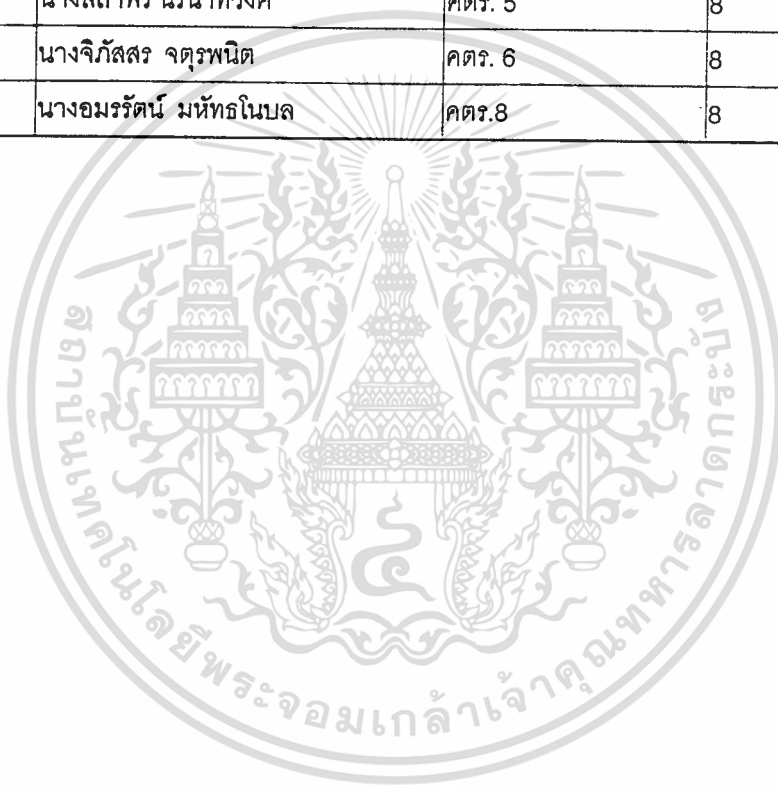 คตร. 5 8
นางจิภัสสร จตุรพนิต คตร. 6 8
นางอมรรัตน์ มหัทธโนบล คตร.8 8
สถาบันเทคโนโลยีพระจอมเกล้าเจ้าคุณทหารลาดกระบัง